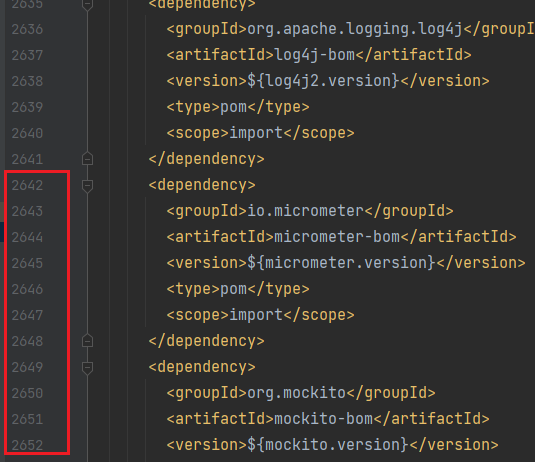 2635 <dependency>
2636 <groupId>org.apache.logging.log4j</groupI
2637 <artifactId>log4j-bom</artifactId>
2638 <version>${log4j2.version}</version>
2639 <type>pom</type>
2640 <scope>import</scope>
2641 </dependency>
2642 <dependency>
2643 <groupId>io.micrometer</groupId>
2644 <artifactId>micrometer-bom</artifactId>
2645 <version>${micrometer.version}</version>
2646 <type>pom</type>
2647 <scope>import</scope>
2648 </dependency>
2649 <dependency>
2650 <groupId>org.mockito</groupId>
2651 <artifactId>mockito-bom</artifactId>
2652 <version>${mockito.version}</version>